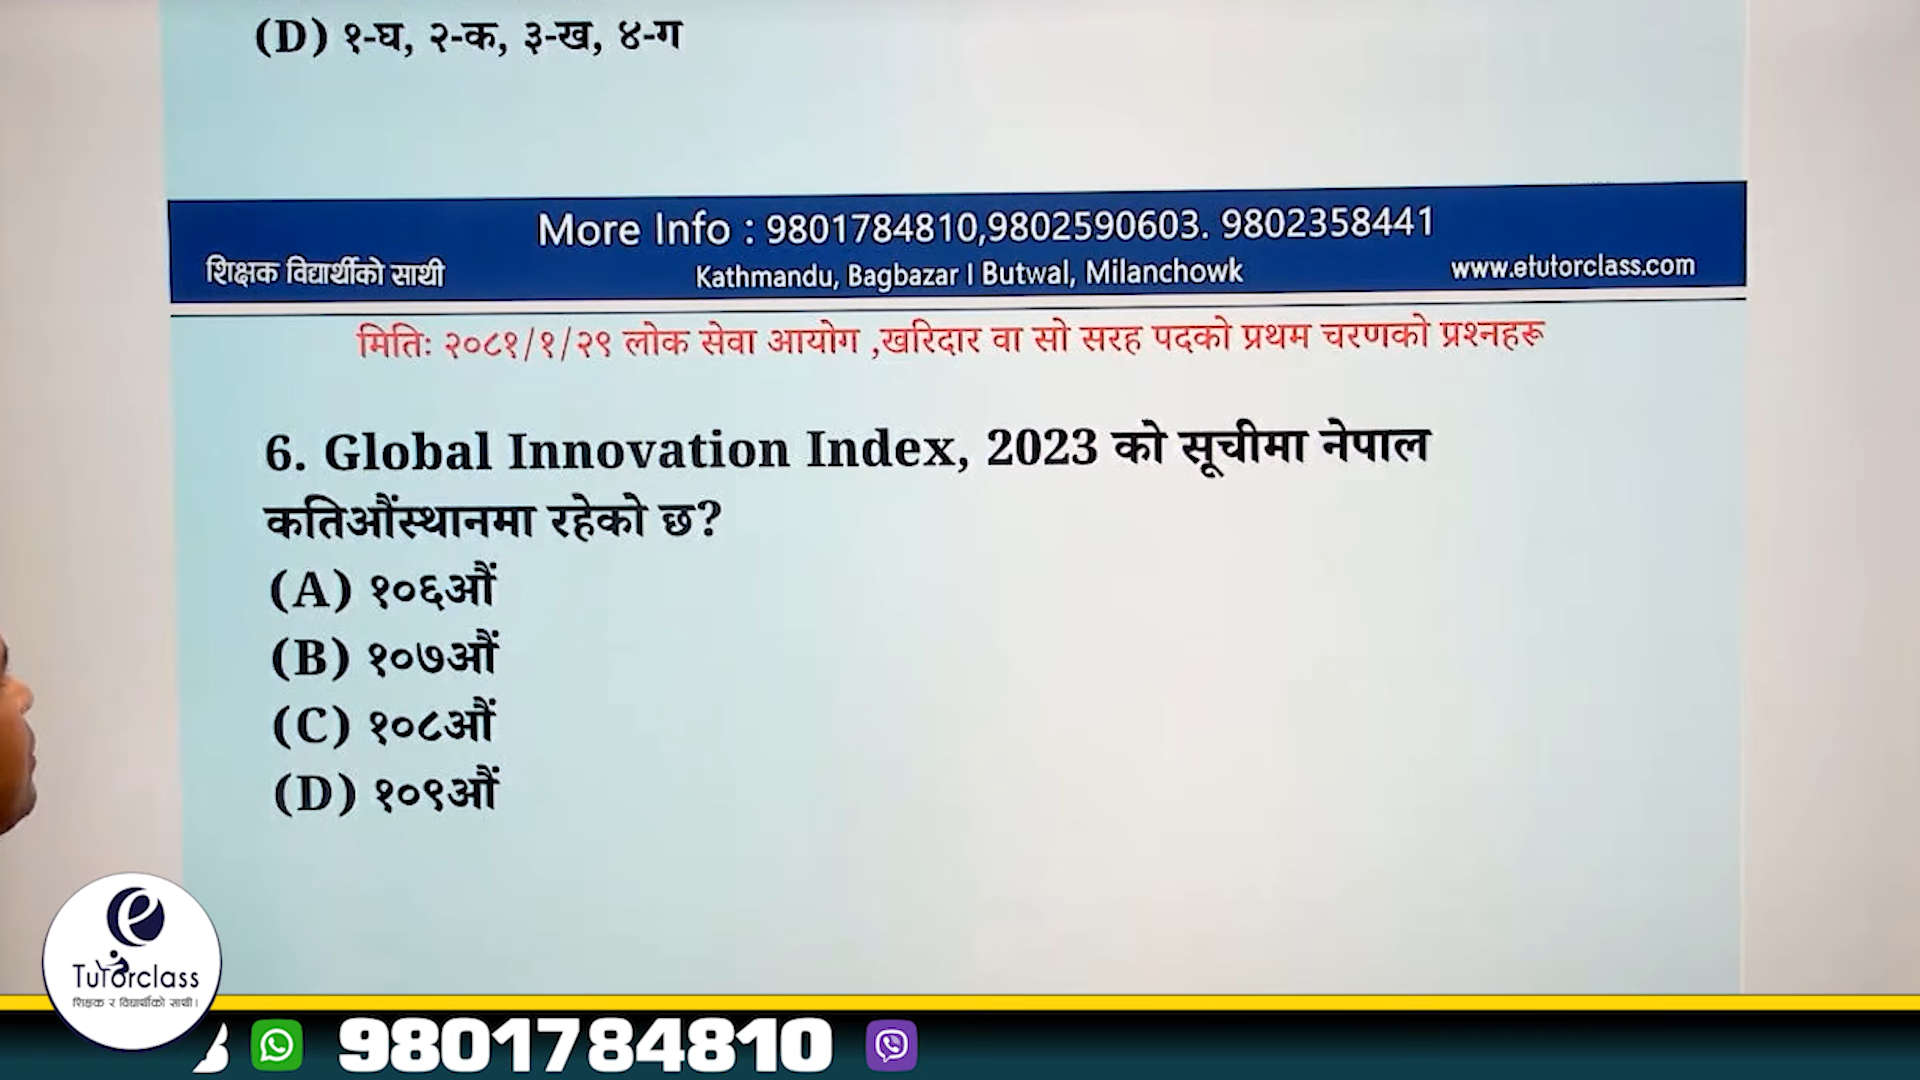 (D) १-घ, २-क, ३-ख, ४-ग
More Info : 9801784810,9802590603. 9802358441
शिक्षक विद्यार्थीको साथी
Kathmandu, Bagbazar I Butwal, Milanchowk
www.etutorclass.com
मितिः २०८१/१/२९ लोक सेवा आयोग ,खरिदार वा सो सरह पदको प्रथम चरणको प्रश्नहरू
6. Global Innovation Index, 2023 को सूचीमा नेपाल
कतिऔंस्थानमा रहेको छ?
(A) १०६औं
(B) १०७औं
(C) १०८औं
(D) १०९औं
e
Tutorclass
शिक्षक र विद्यार्थीको साथी।
9801784810